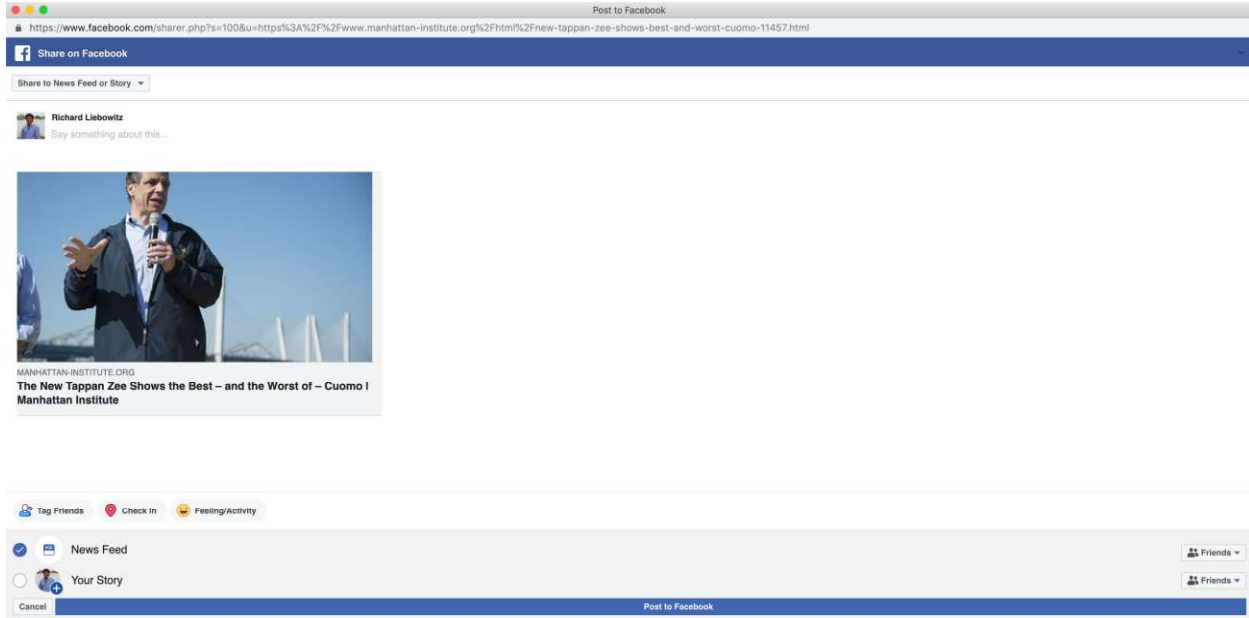 Post to Facebook
https://www.facebook.com/sharer.php?s=100&u=https%3A%2F%2Fwww.manhattan-institute.org%2Fhtml%2Fnew-tappan-zee-shows-best-and-worst-cuomo-11457.html
Share on Facebook
Share to News Feed or Story
Richard Liebowitz
Say something about this...
MANHATTAN-INSTITUTE.ORG
The New Tappan Zee Shows the Best – and the Worst of – Cuomo |
Manhattan Institute
Tag Friends Check in Feeling/Activity
News Feed Friends
Your Story Friends
Cancel Post to Facebook